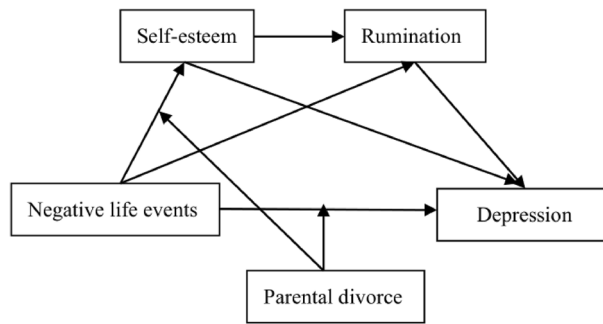 Self-esteem
Rumination
Negative life events
Depression
Parental divorce